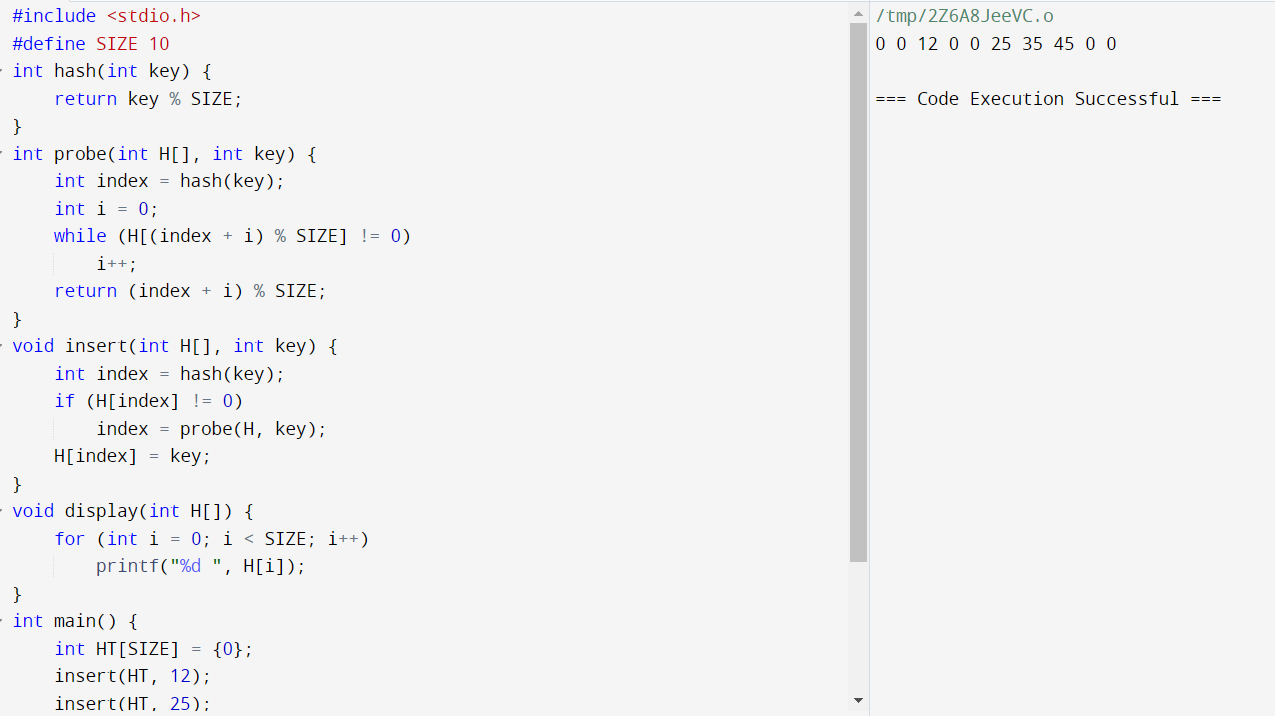 #include <stdio.h>
#define SIZE 10
int hash(int key) {
    return key % SIZE;
}
int probe(int H[], int key) {
    int index = hash(key);
    int i = 0;
    while (H[(index + i) % SIZE] != 0)
        i++;
    return (index + i) % SIZE;
}
void insert(int H[], int key) {
    int index = hash(key);
    if (H[index] != 0)
        index = probe(H, key);
    H[index] = key;
}
void display(int H[]) {
    for (int i = 0; i < SIZE; i++)
        printf("%d ", H[i]);
}
int main() {
    int HT[SIZE] = {0};
    insert(HT, 12);
    insert(HT, 25);
/tmp/2Z6A8JeeVC.o
0 0 12 0 0 25 35 45 0 0
=== Code Execution Successful ===